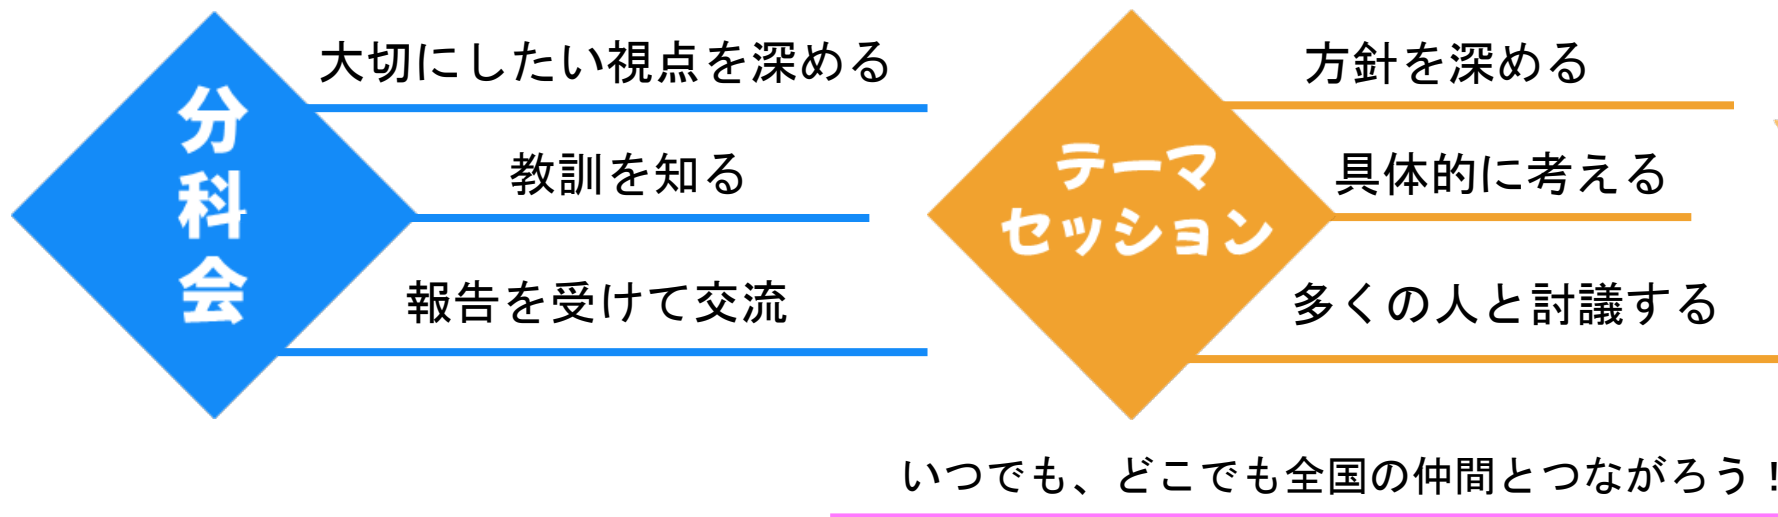 分科会
大切にしたい視点を深める
教訓を知る
報告を受けて交流
テーマ
セッション
方針を深める
具体的に考える
多くの人と討議する
いつでも、どこでも全国の仲間とつながろう！